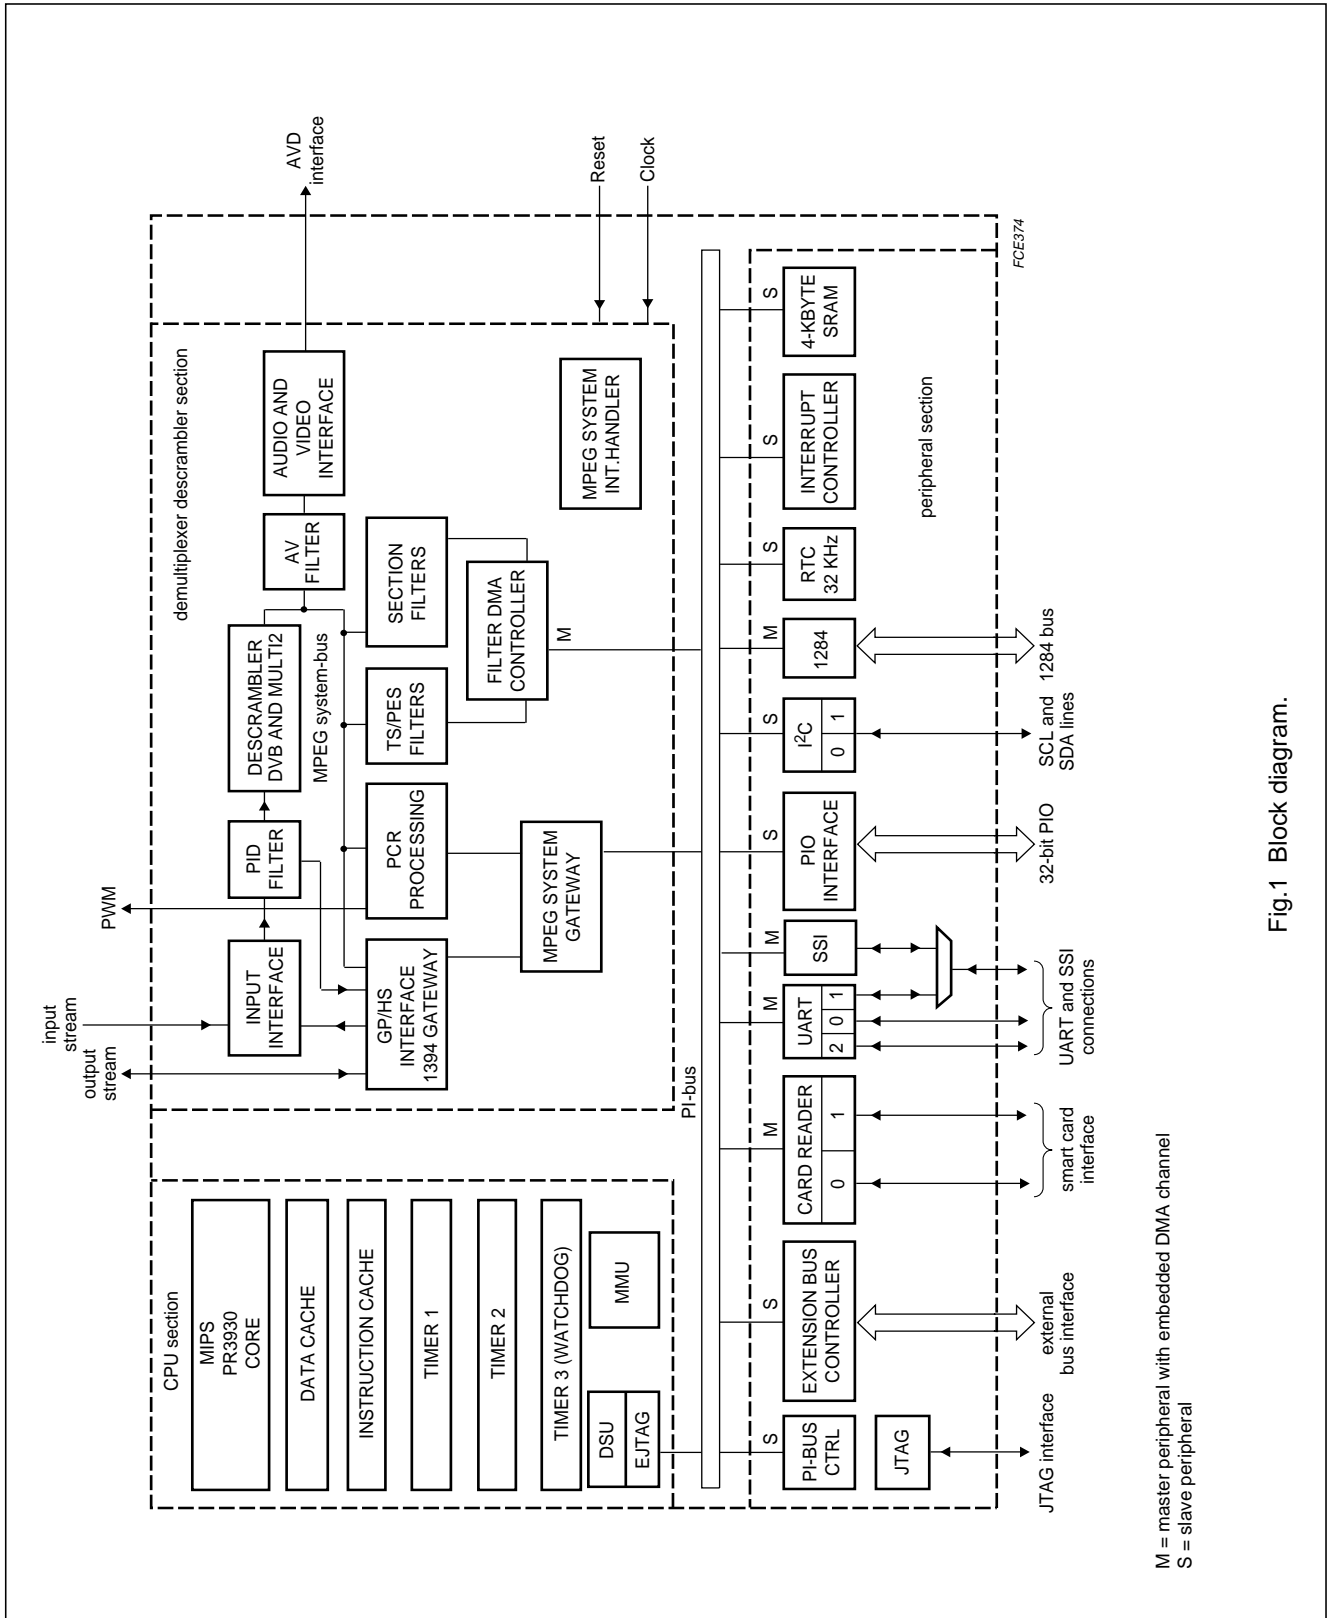 input
stream
output
stream
PWM
AVD
interface
Reset
Clock
CPU section
MIPS
PR3930
CORE
DATA CACHE
INSTRUCTION CACHE
TIMER 1
TIMER 2
TIMER 3 (WATCHDOG)
DSU
EJTAG
MMU
demultiplexer descrambler section
INPUT
INTERFACE
PID
FILTER
DESCRAMBLER
DVB AND MULTI2
AV
FILTER
AUDIO AND
VIDEO
INTERFACE
MPEG system-bus
GP/HS
INTERFACE
1394 GATEWAY
PCR
PROCESSING
TS/PES
FILTERS
SECTION
FILTERS
MPEG SYSTEM
GATEWAY
FILTER DMA
CONTROLLER
M
MPEG SYSTEM
INT.HANDLER
PI-bus
S
S
M
M
M
S
S
M
S
S
S
PI-BUS
CTRL
EXTENSION BUS
CONTROLLER
CARD READER
0
1
UART
2
0
1
SSI
PIO
INTERFACE
I²C
0
1
1284
RTC
32 KHz
INTERRUPT
CONTROLLER
4-KBYTE
SRAM
JTAG
peripheral section
FCE374
JTAG interface
external
bus interface
smart card
interface
UART and SSI
connections
32-bit PIO
SCL and
SDA lines
1284 bus
M = master peripheral with embedded DMA channel
S = slave peripheral
Fig.1 Block diagram.